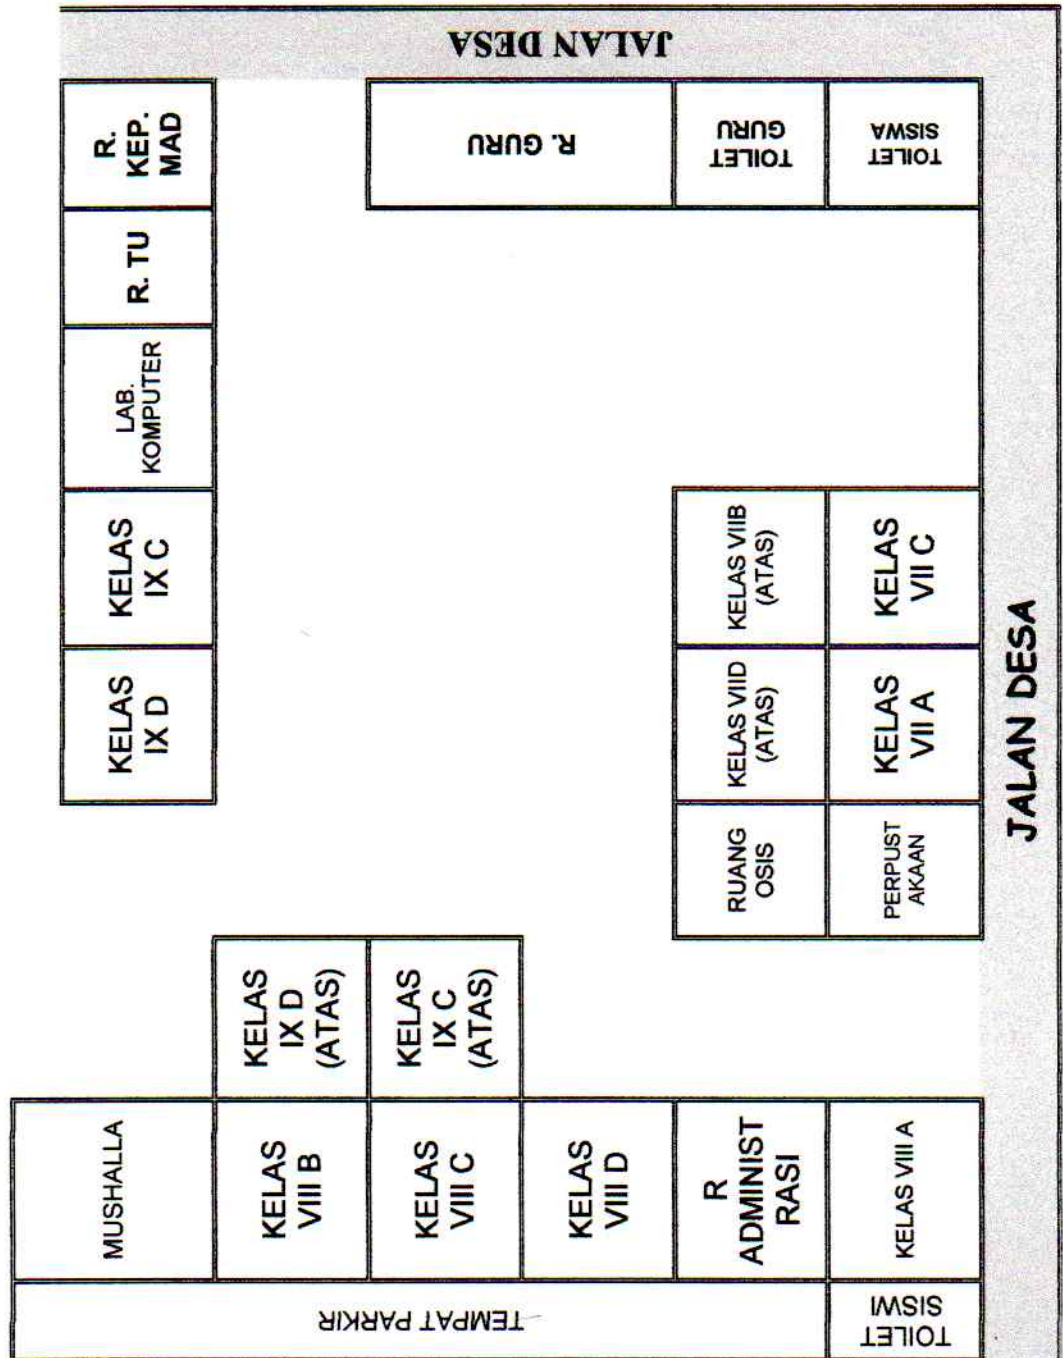 JALAN DESA
R.
KEP.
MAD
R. GURU
TOILET
GURU
TOILET
SISWA
R. TU
LAB.
KOMPUTER
KELAS
IX C
KELAS VIIB
(ATAS)
KELAS
VII C
KELAS
IX D
KELAS VIID
(ATAS)
KELAS
VII A
RUANG
OSIS
PERPUST
AKAAN
JALAN DESA
KELAS
IX D
(ATAS)
KELAS
IX C
(ATAS)
MUSHALLA
KELAS
VIII B
KELAS
VIII C
KELAS
VIII D
R
ADMINIST
RASI
KELAS VIII A
TEMPAT PARKIR
TOILET
SISWI